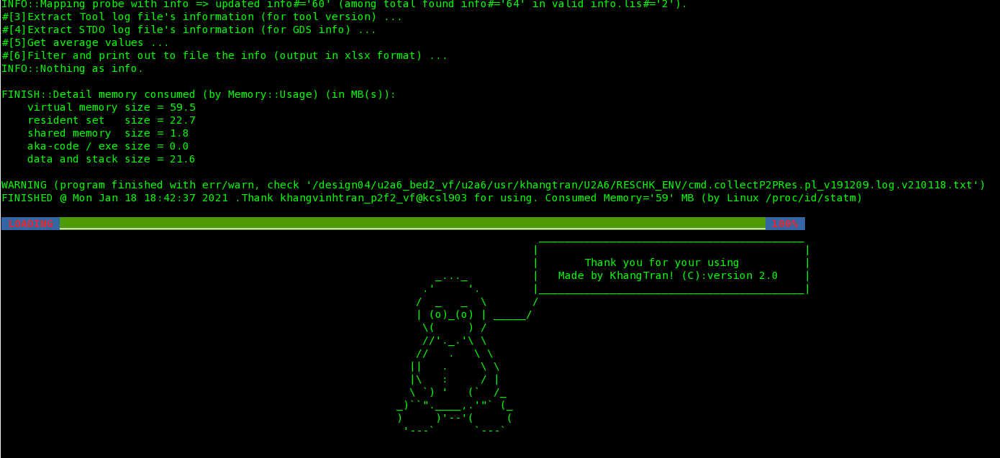 INFO::Mapping probe with info => updated info#='60' (among total found info#='64' in valid info.lis#='2').
#[3]Extract Tool log file's information (for tool version) ...
#[4]Extract STDO log file's information (for GDS info) ...
#[5]Get average values ...
#[6]Filter and print out to file the info (output in xlsx format) ...
INFO::Nothing as info.
FINISH::Detail memory consumed (by Memory::Usage) (in MB(s)):
virtual memory size = 59.5
resident set   size = 22.7
shared memory  size = 1.8
aka-code / exe size = 0.0
data and stack size = 21.6
WARNING (program finished with err/warn, check '/design04/u2a6_bed2_vf/u2a6/usr/khangtran/U2A6/RESCHK_ENV/cmd.collectP2PRes.pl_v191209.log.v210118.txt')
FINISHED @ Mon Jan 18 18:42:37 2021 .Thank khangvinhtran_p2f2_vf@kcsl903 for using. Consumed Memory='59' MB (by Linux /proc/id/statm)
LOADING 100%
Thank you for your using
Made by KhangTran! (C):version 2.0